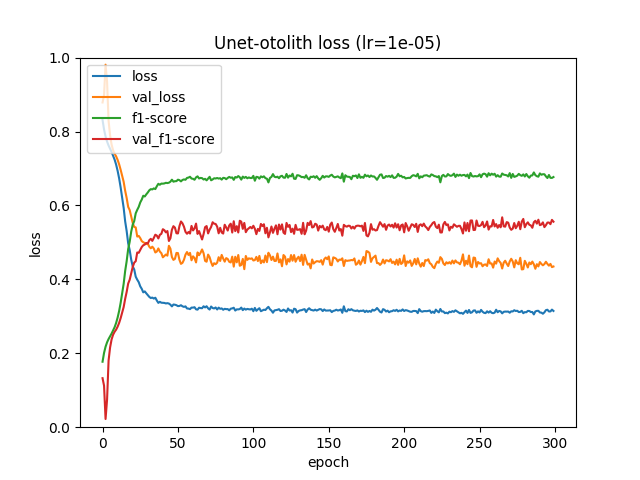 Unet-otolith loss (lr=1e-05)
loss
val_loss
f1-score
val_f1-score
1.0
0.8
0.6
0.4
0.2
0.0
loss
0 50 100 150 200 250 300
epoch